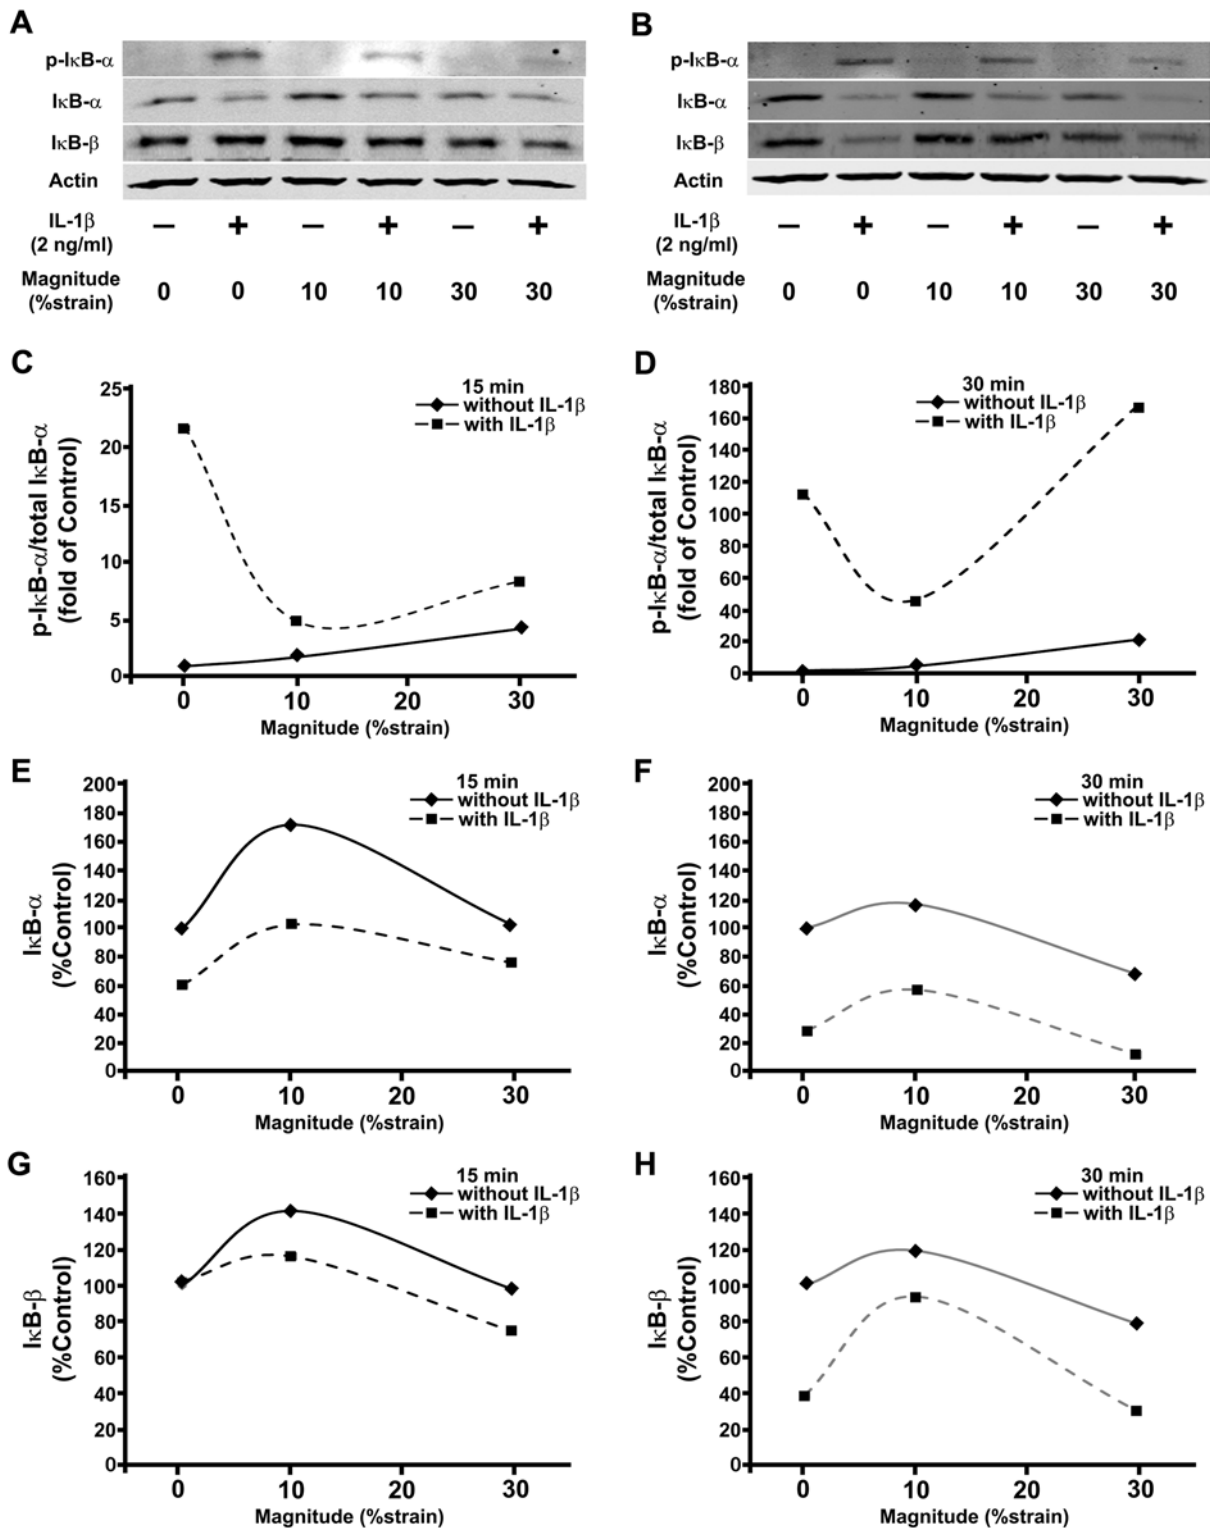 A
p-IκB-α
IκB-α
IκB-β
Actin
IL-1β
(2 ng/ml)
− + − + − +
Magnitude
(%strain)
0 0 10 10 30 30
B
p-IκB-α
IκB-α
IκB-β
Actin
IL-1β
(2 ng/ml)
− + − + − +
Magnitude
(%strain)
0 0 10 10 30 30
C
p-IκB-α/total IκB-α
(fold of Control)
25
20
15
10
5
0
15 min
without IL-1β
with IL-1β
0 10 20 30
Magnitude (%strain)
D
p-IκB-α/total IκB-α
(fold of Control)
180
160
140
120
100
80
60
40
20
0
30 min
without IL-1β
with IL-1β
0 10 20 30
Magnitude (%strain)
E
IκB-α
(%Control)
200
180
160
140
120
100
80
60
40
20
0
15 min
without IL-1β
with IL-1β
0 10 20 30
Magnitude (%strain)
F
IκB-α
(%Control)
200
180
160
140
120
100
80
60
40
20
0
30 min
without IL-1β
with IL-1β
0 10 20 30
Magnitude (%strain)
G
IκB-β
(%Control)
160
140
120
100
80
60
40
20
0
15 min
without IL-1β
with IL-1β
0 10 20 30
Magnitude (%strain)
H
IκB-β
(%Control)
160
140
120
100
80
60
40
20
0
30 min
without IL-1β
with IL-1β
0 10 20 30
Magnitude (%strain)